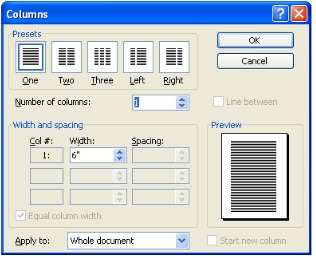 Columns
Presets
OK
Cancel
One Two Three Left Right
Number of columns: 1 Line between
Width and spacing Preview
Col #: Width: Spacing:
1: 6"
Equal column width
Apply to: Whole document Start new column